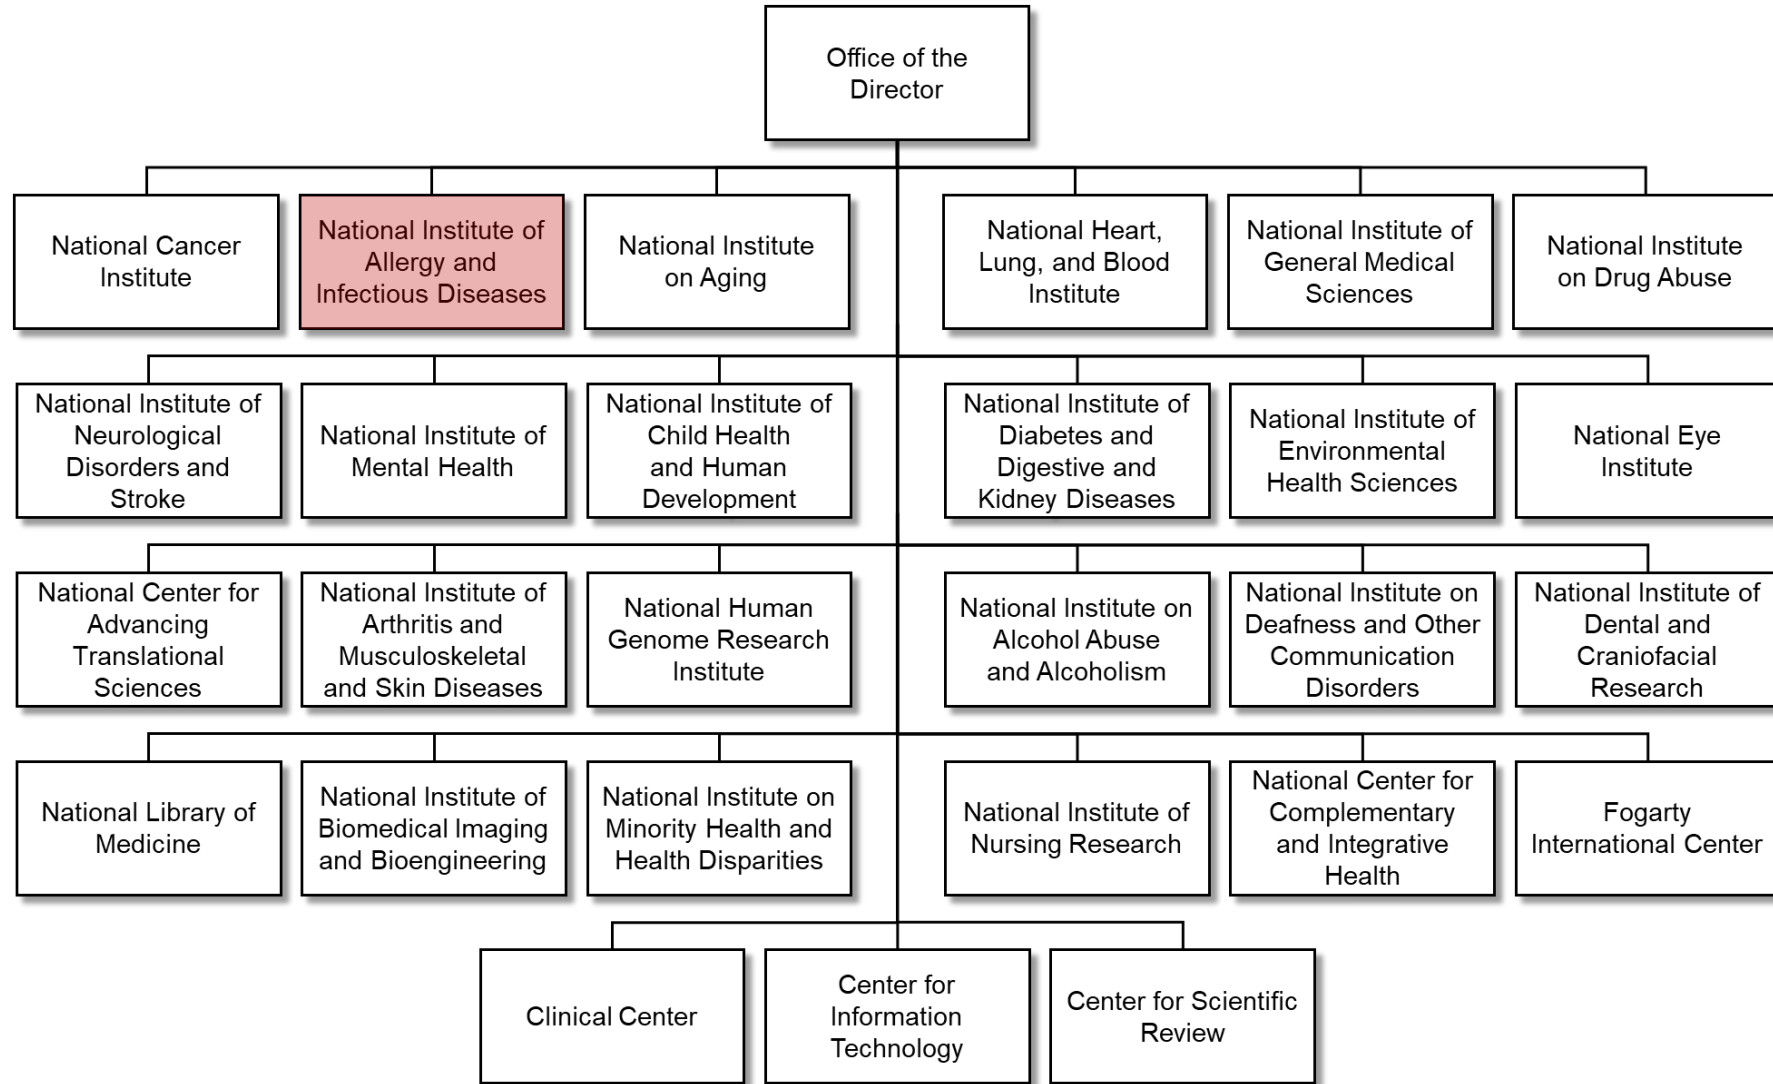 Office of the
Director
National Cancer
Institute
National Institute of
Allergy and
Infectious Diseases
National Institute
on Aging
National Heart,
Lung, and Blood
Institute
National Institute of
General Medical
Sciences
National Institute
on Drug Abuse
National Institute of
Neurological
Disorders and
Stroke
National Institute of
Mental Health
National Institute of
Child Health
and Human
Development
National Institute of
Diabetes and
Digestive and
Kidney Diseases
National Institute of
Environmental
Health Sciences
National Eye
Institute
National Center for
Advancing
Translational
Sciences
National Institute of
Arthritis and
Musculoskeletal
and Skin Diseases
National Human
Genome Research
Institute
National Institute on
Alcohol Abuse
and Alcoholism
National Institute on
Deafness and Other
Communication
Disorders
National Institute of
Dental and
Craniofacial
Research
National Library of
Medicine
National Institute of
Biomedical Imaging
and Bioengineering
National Institute on
Minority Health and
Health Disparities
National Institute of
Nursing Research
National Center for
Complementary
and Integrative
Health
Fogarty
International Center
Clinical Center
Center for
Information
Technology
Center for Scientific
Review